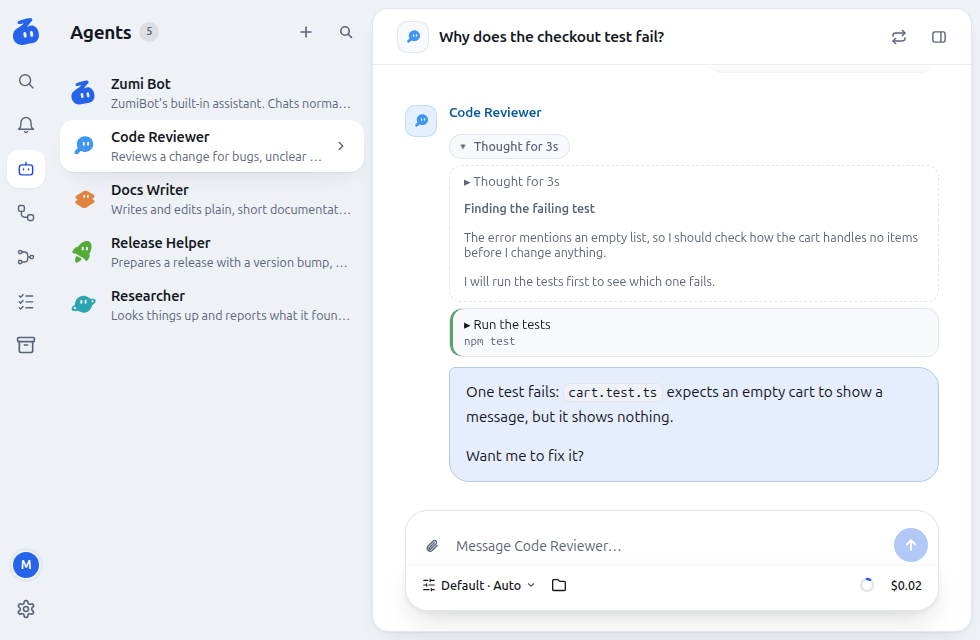 Agents 5
Zumi Bot
ZumiBot's built-in assistant. Chats norma…
Code Reviewer
Reviews a change for bugs, unclear …
Docs Writer
Writes and edits plain, short documentat…
Release Helper
Prepares a release with a version bump, …
Researcher
Looks things up and reports what it foun…
M
Why does the checkout test fail?
Code Reviewer
Thought for 3s
Thought for 3s
Finding the failing test
The error mentions an empty list, so I should check how the cart handles no items
before I change anything.
I will run the tests first to see which one fails.
Run the tests
npm test
One test fails: cart.test.ts expects an empty cart to show a
message, but it shows nothing.
Want me to fix it?
Message Code Reviewer…
Default · Auto
$0.02